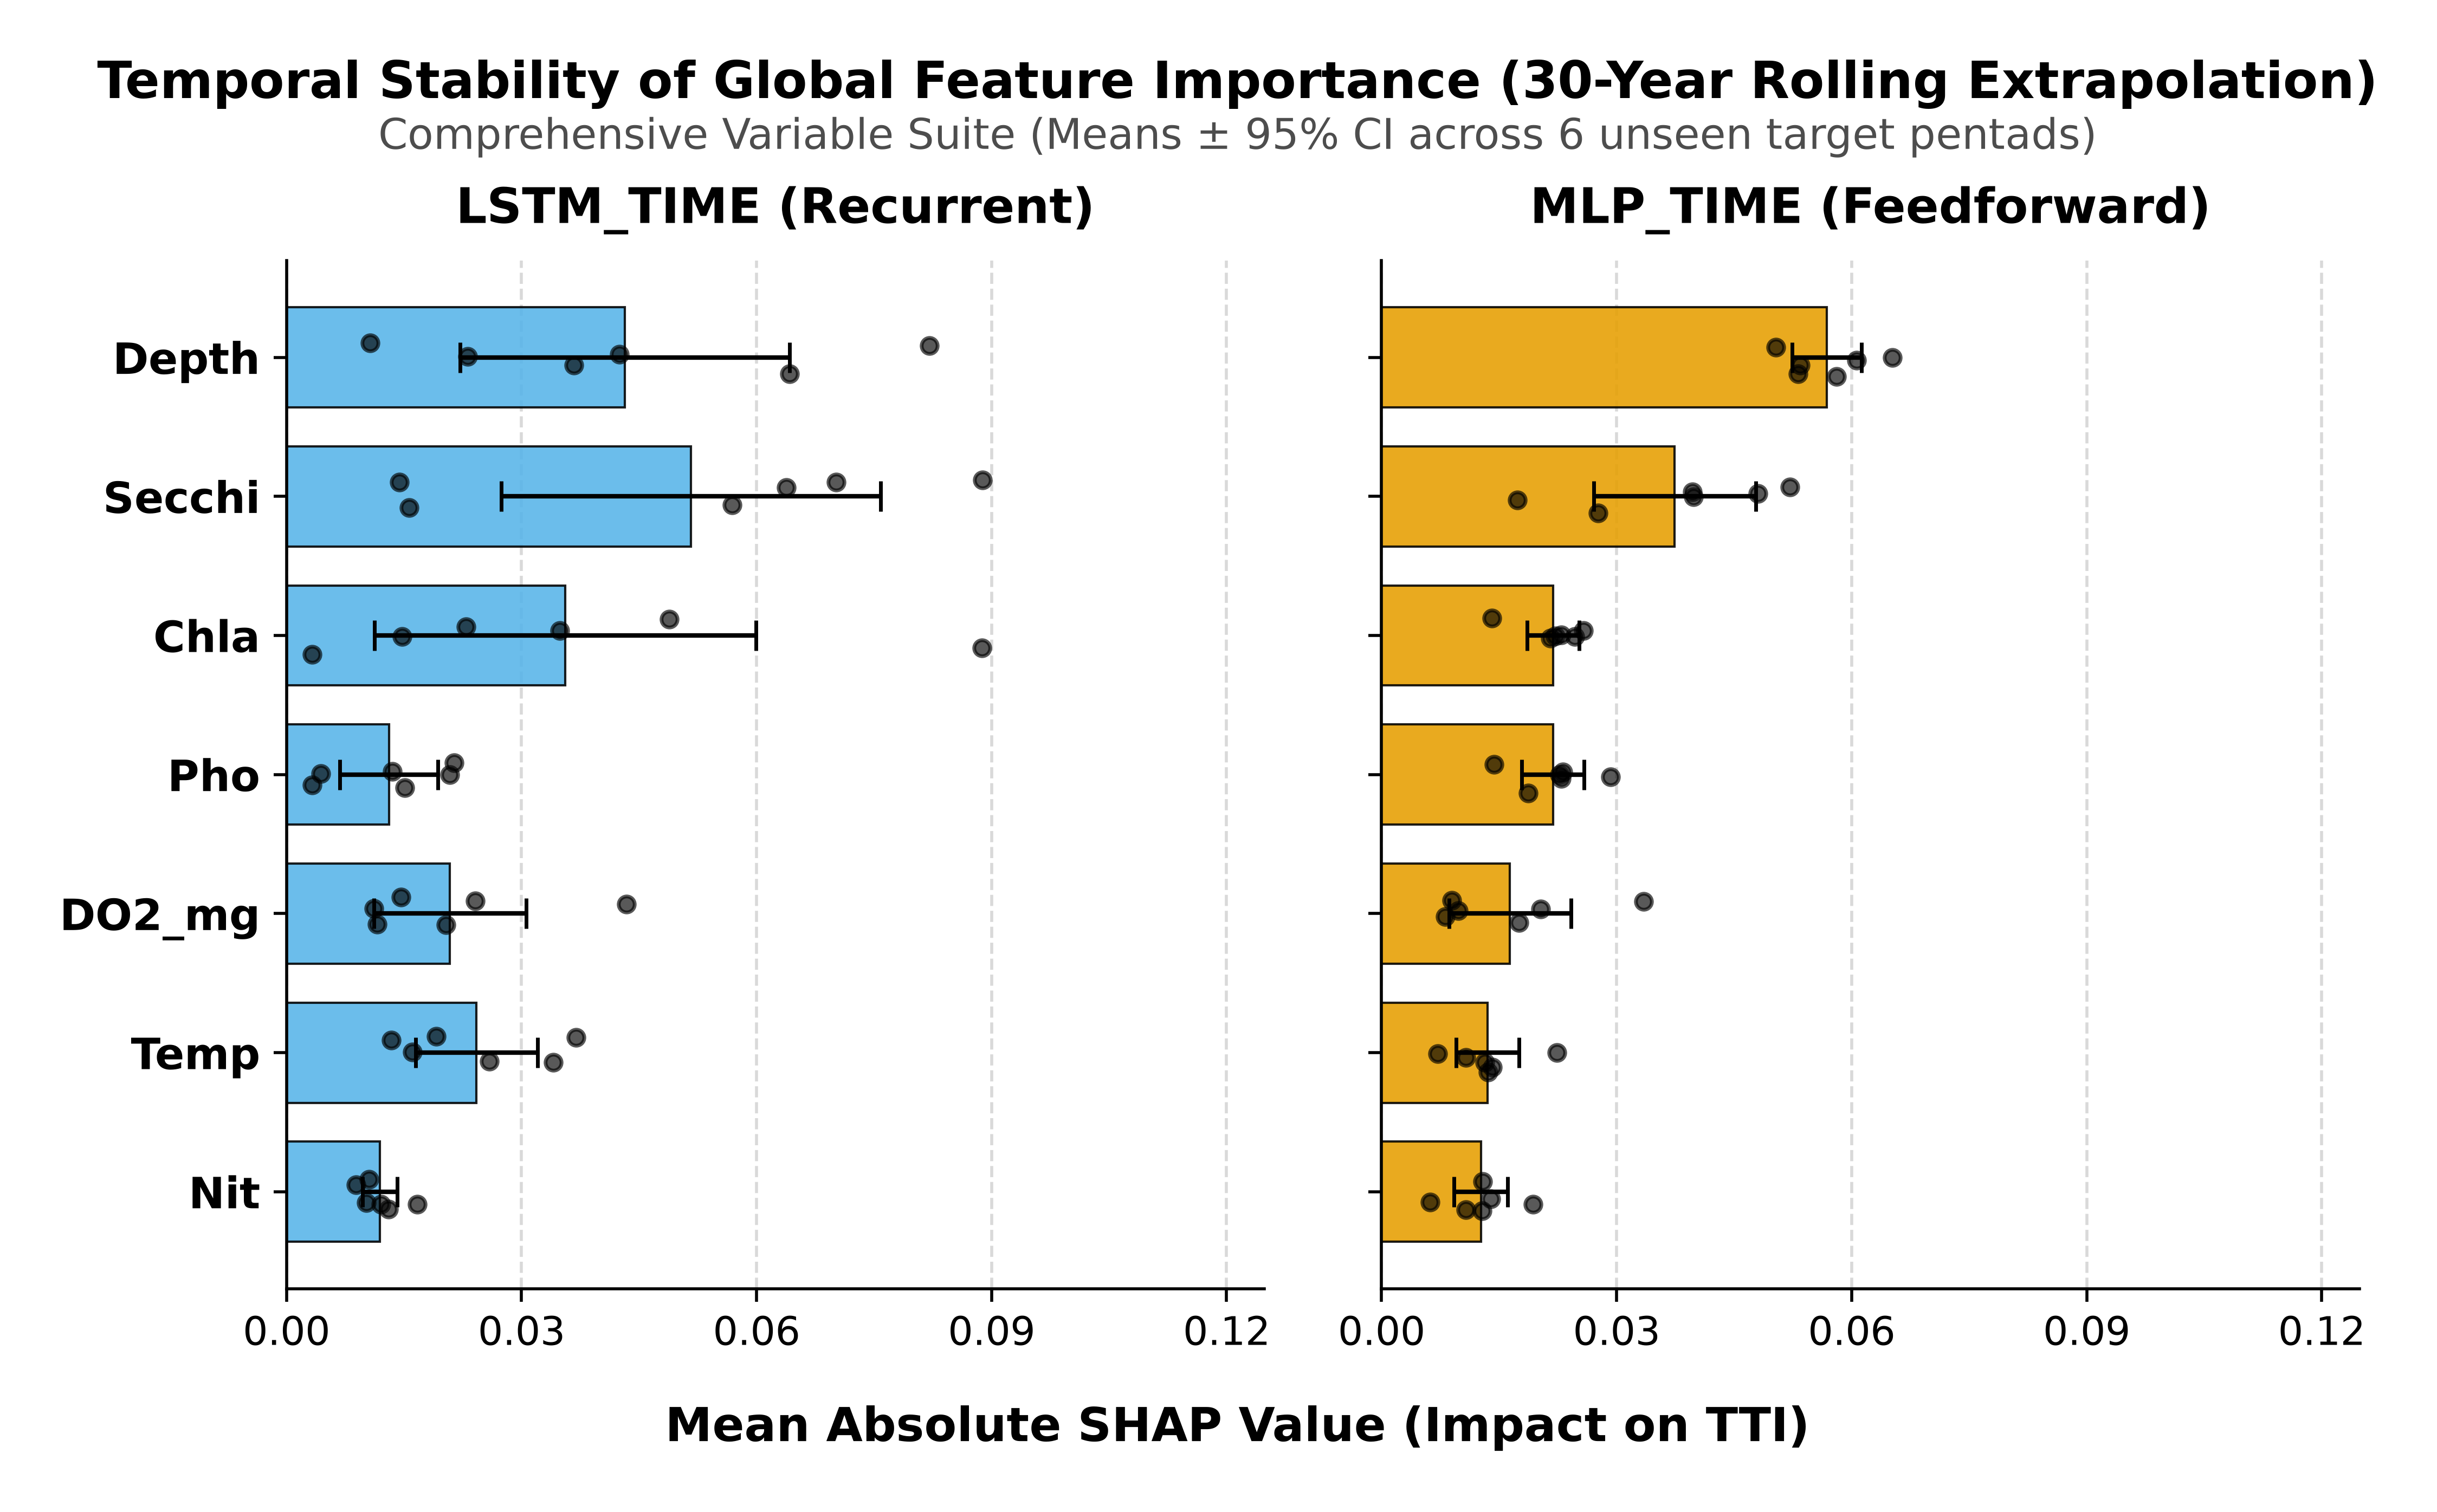 Temporal Stability of Global Feature Importance (30-Year Rolling Extrapolation)
Comprehensive Variable Suite (Means ± 95% CI across 6 unseen target pentads)
LSTM_TIME (Recurrent)
MLP_TIME (Feedforward)
Depth
Secchi
Chla
Pho
DO2_mg
Temp
Nit
0.00 0.03 0.06 0.09 0.12
0.00 0.03 0.06 0.09 0.12
Mean Absolute SHAP Value (Impact on TTI)